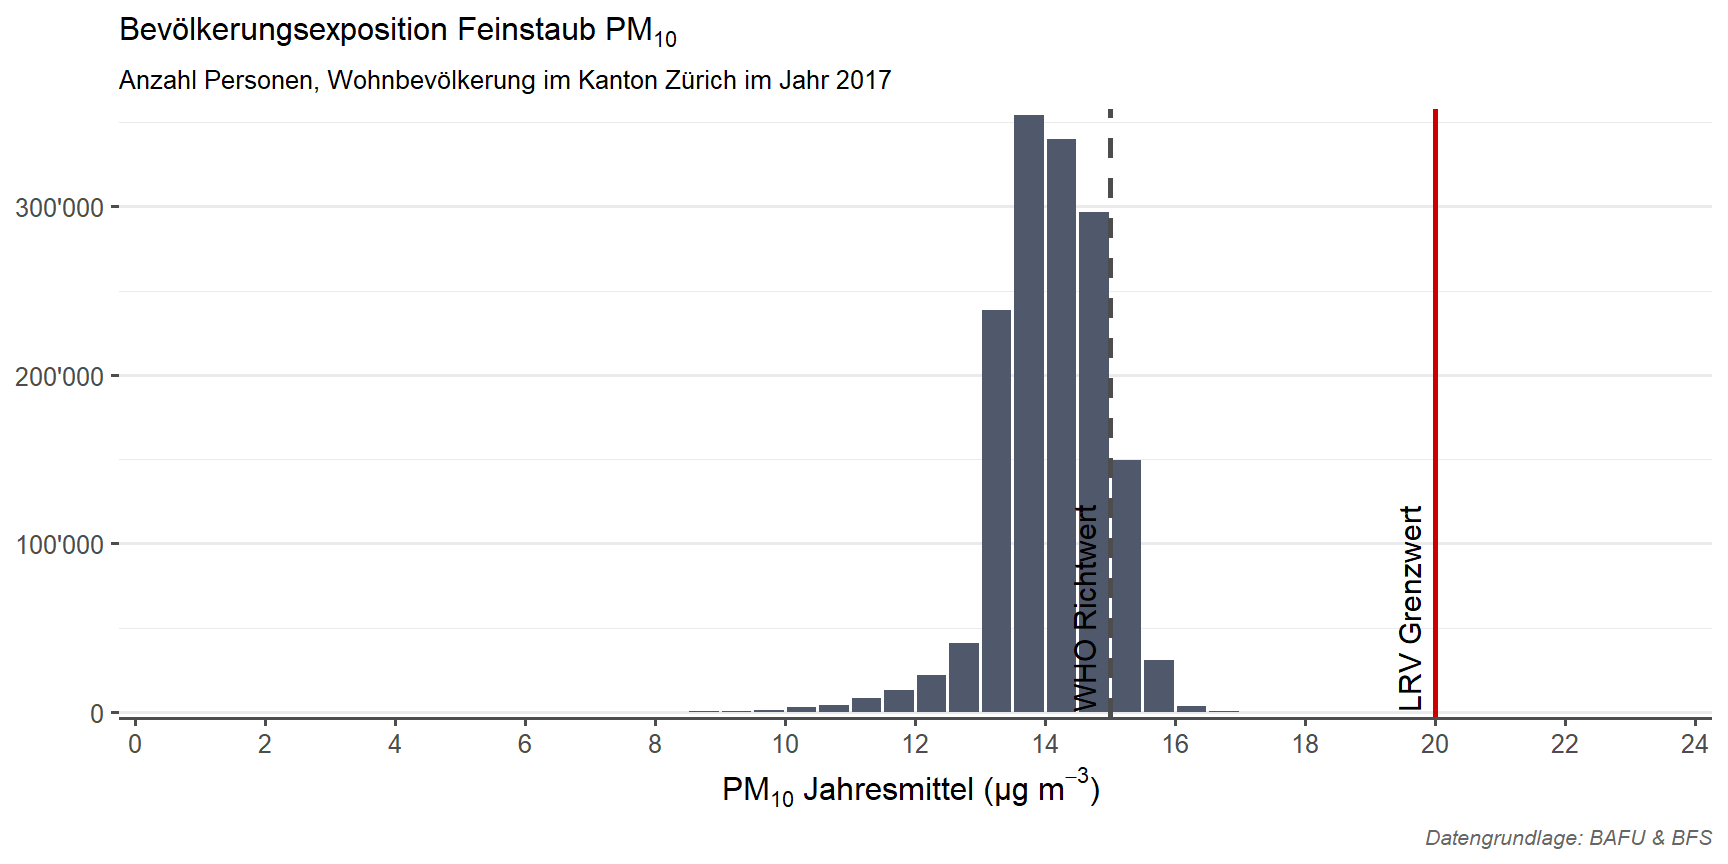 Bevölkerungsexposition Feinstaub PM₁₀
Anzahl Personen, Wohnbevölkerung im Kanton Zürich im Jahr 2017
300'000
200'000
100'000
0
WHO Richtwert
LRV Grenzwert
0 2 4 6 8 10 12 14 16 18 20 22 24
PM₁₀ Jahresmittel (µg m⁻³)
Datengrundlage: BAFU & BFS